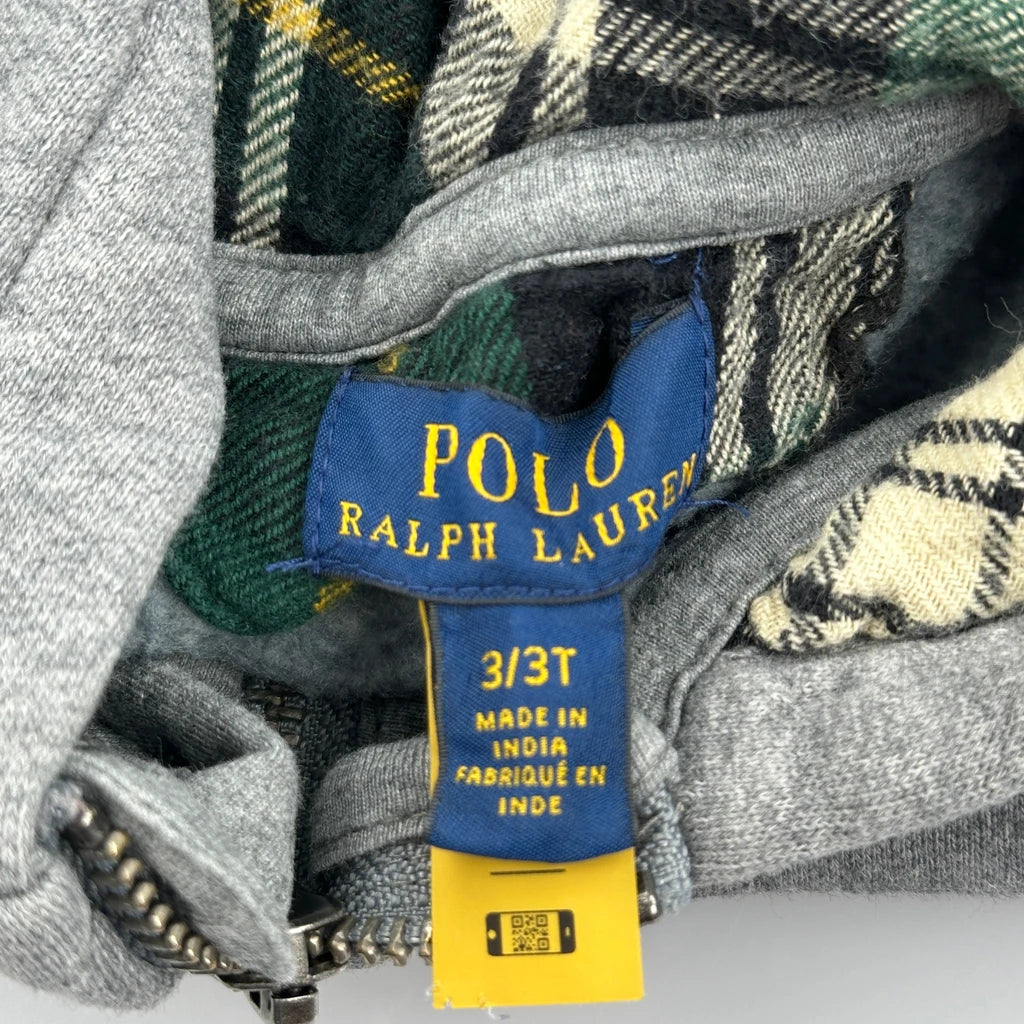 POLO
RALPH LAUREN
3/3T
MADE IN
INDIA
FABRIQUÉ EN
INDE